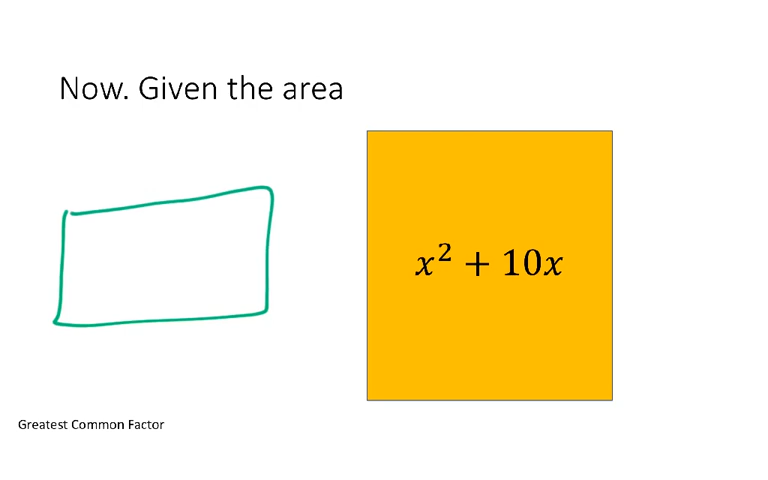 Now. Given the area
𝑥² + 10𝑥
Greatest Common Factor